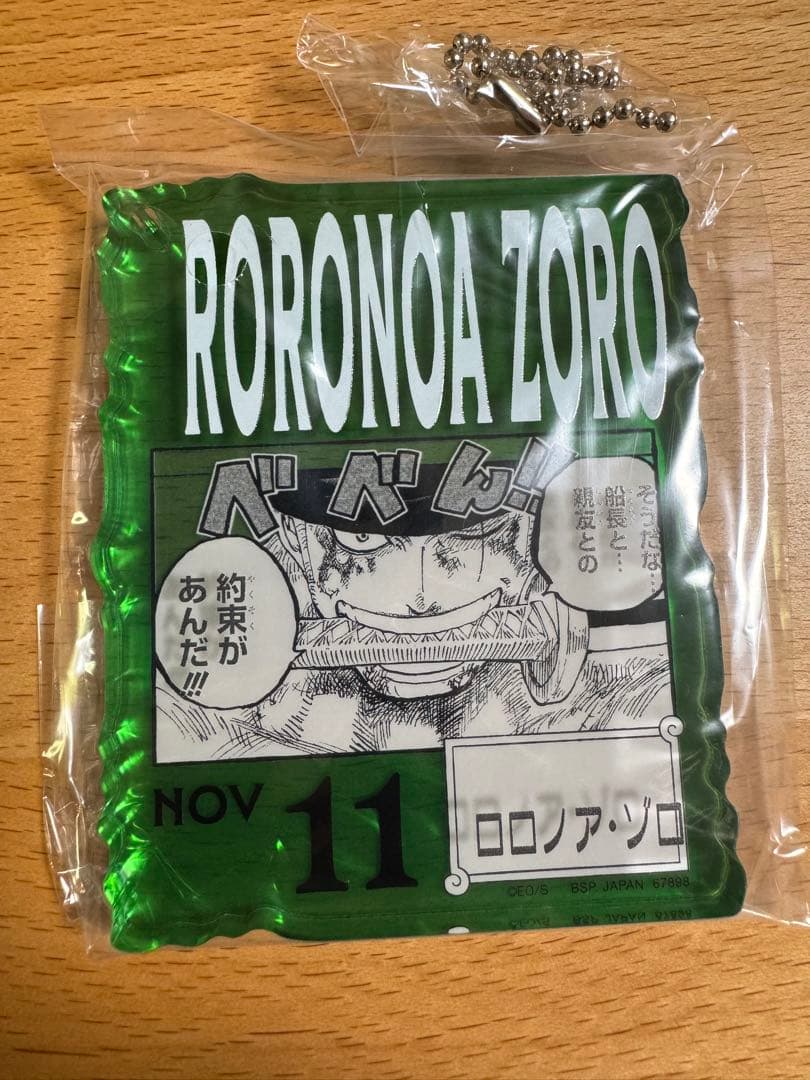 RORONOA ZORO
べべん!!
そうだな…
船長と…
親友との
約束が
あんだ!!!
NOV 11
ロロノア・ゾロ
©EO/S BSP JAPAN 67898